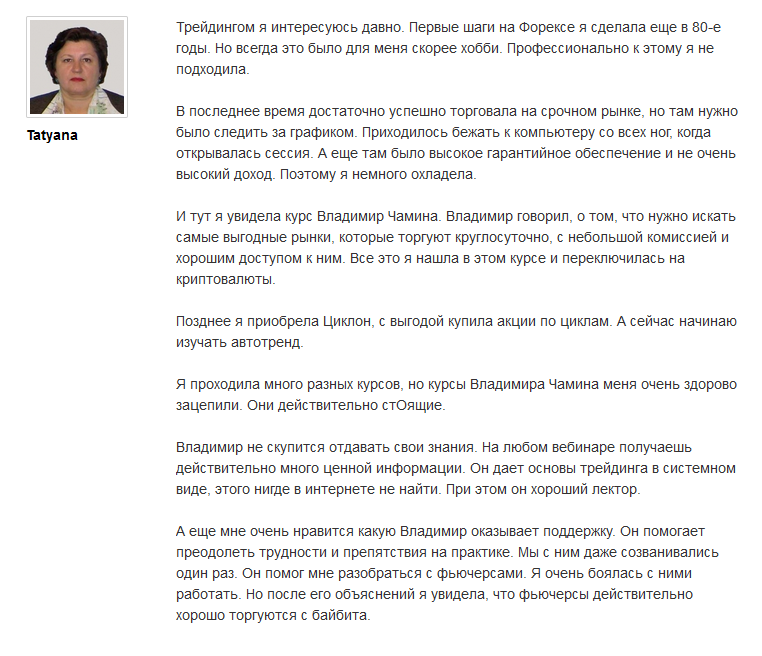 Tatyana
Трейдингом я интересуюсь давно. Первые шаги на Форексе я сделала еще в 80-е
годы. Но всегда это было для меня скорее хобби. Профессионально к этому я не
подходила.
В последнее время достаточно успешно торговала на срочном рынке, но там нужно
было следить за графиком. Приходилось бежать к компьютеру со всех ног, когда
открывалась сессия. А еще там было высокое гарантийное обеспечение и не очень
высокий доход. Поэтому я немного охладела.
И тут я увидела курс Владимир Чамина. Владимир говорил, о том, что нужно искать
самые выгодные рынки, которые торгуют круглосуточно, с небольшой комиссией и
хорошим доступом к ним. Все это я нашла в этом курсе и переключилась на
криптовалюты.
Позднее я приобрела Циклон, с выгодой купила акции по циклам. А сейчас начинаю
изучать автотренд.
Я проходила много разных курсов, но курсы Владимира Чамина меня очень здорово
зацепили. Они действительно стОящие.
Владимир не скупится отдавать свои знания. На любом вебинаре получаешь
действительно много ценной информации. Он дает основы трейдинга в системном
виде, этого нигде в интернете не найти. При этом он хороший лектор.
А еще мне очень нравится какую Владимир оказывает поддержку. Он помогает
преодолеть трудности и препятствия на практике. Мы с ним даже созванивались
один раз. Он помог мне разобраться с фьючерсами. Я очень боялась с ними
работать. Но после его объяснений я увидела, что фьючерсы действительно
хорошо торгуются с байбита.